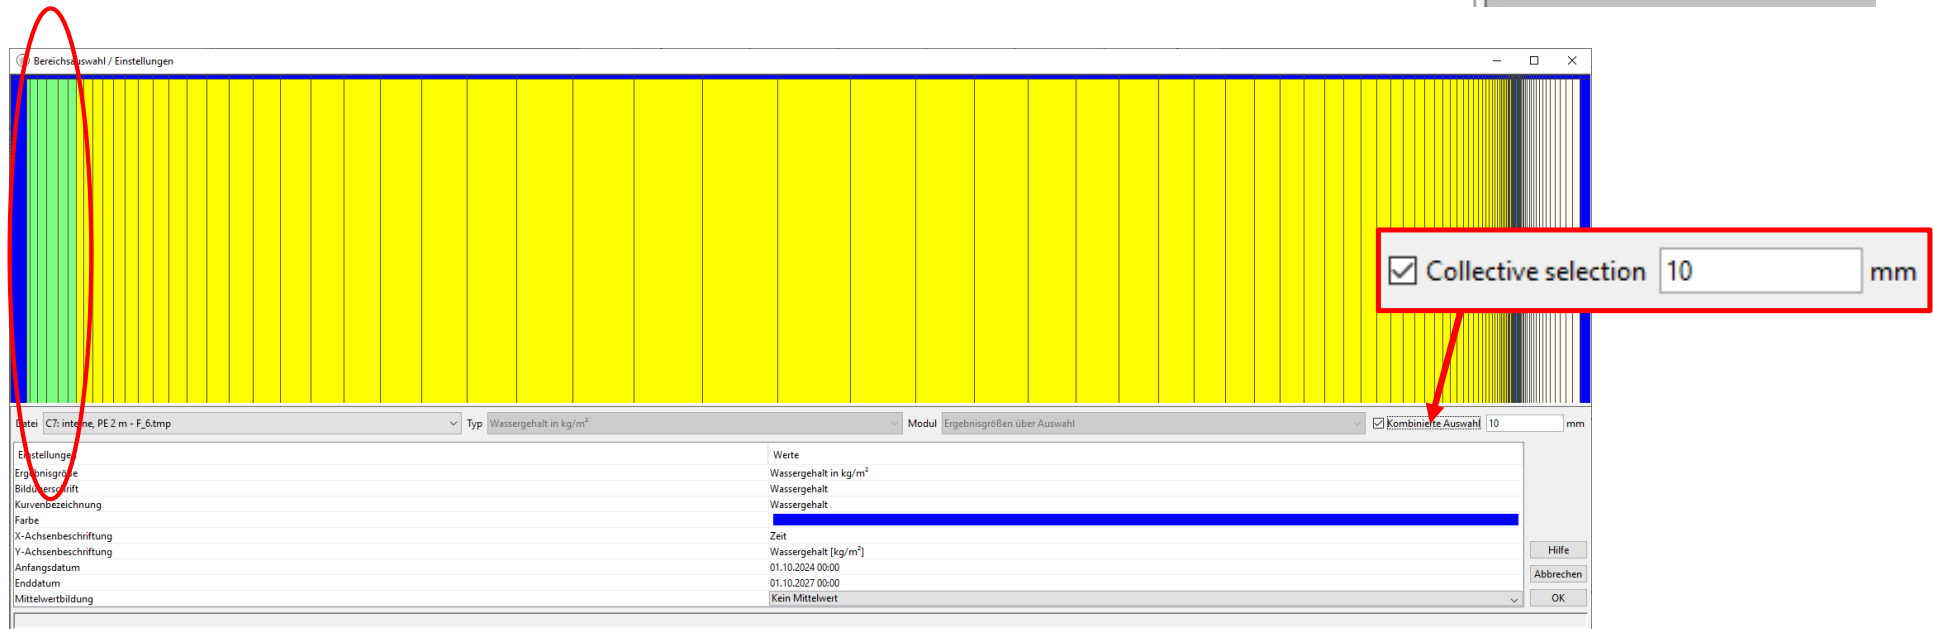 Bereichsauswahl / Einstellungen
Collective selection 10 mm
Datei C7: interne, PE 2 m - F_6.tmp Typ Wassergehalt in kg/m² Modul Ergebnisgrößen über Auswahl Kombinierte Auswahl 10 mm
Einstellungen Werte
Ergebnisgröße Wassergehalt in kg/m²
Bildüberschrift Wassergehalt
Kurvenbezeichnung Wassergehalt
Farbe
X-Achsenbeschriftung Zeit
Y-Achsenbeschriftung Wassergehalt [kg/m²]
Anfangsdatum 01.10.2024 00:00
Enddatum 01.10.2027 00:00
Mittelwertbildung Kein Mittelwert
Hilfe
Abbrechen
OK